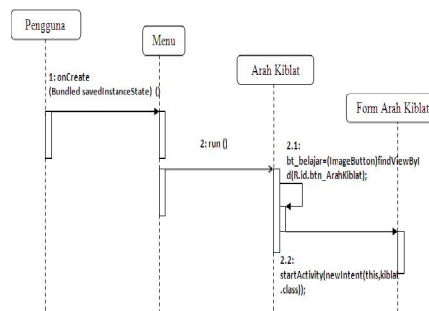 Pengguna
Menu
Arah Kiblat
Form Arah Kiblat
1: onCreate
(Bundled savedInstanceState) ()
2: run ()
2.1:
bt_belajar=(ImageButton)findViewByI
d(R.id.btn_ArahKiblat);
2.2:
startActivity(newIntent(this,kiblat
.class));